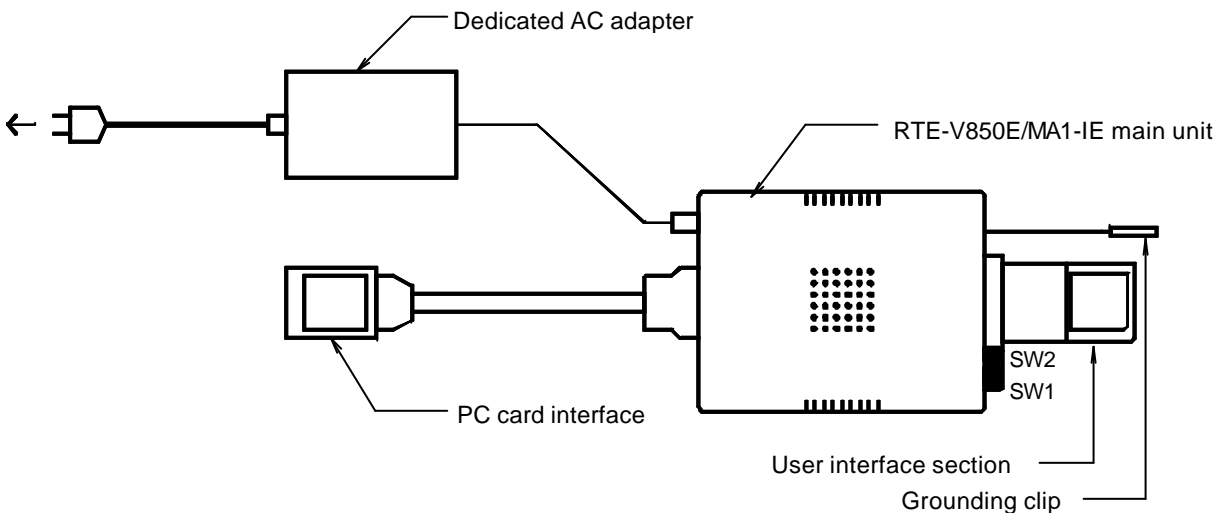 Dedicated AC adapter
RTE-V850E/MA1-IE main unit
SW2
SW1
PC card interface
User interface section
Grounding clip